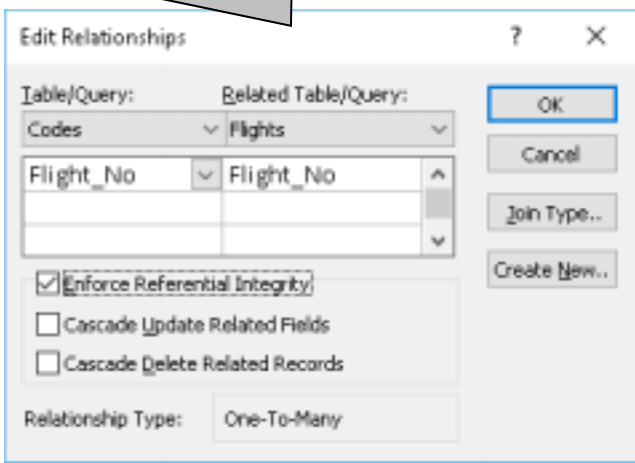 Edit Relationships ? ×
Table/Query: Related Table/Query:
Codes Flights
Flight_No Flight_No
Enforce Referential Integrity
Cascade Update Related Fields
Cascade Delete Related Records
Relationship Type: One-To-Many
OK
Cancel
Join Type..
Create New..